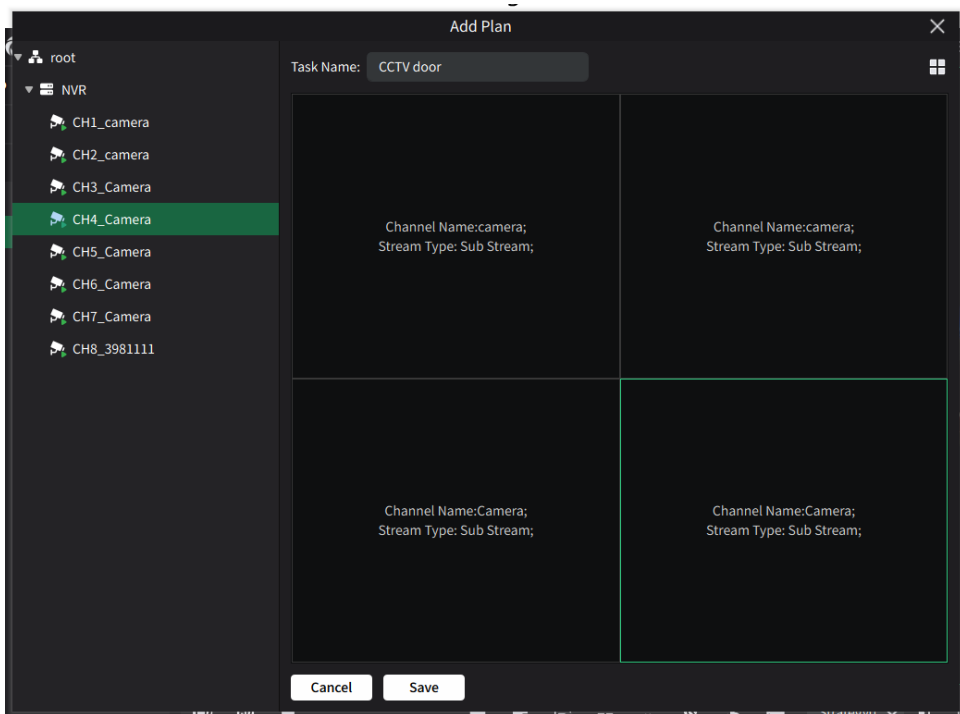 Add Plan
root
NVR
CH1_camera
CH2_camera
CH3_Camera
CH4_Camera
CH5_Camera
CH6_Camera
CH7_Camera
CH8_3981111
Task Name: CCTV door
Channel Name:camera;
Stream Type: Sub Stream;
Channel Name:camera;
Stream Type: Sub Stream;
Channel Name:Camera;
Stream Type: Sub Stream;
Channel Name:Camera;
Stream Type: Sub Stream;
Cancel Save